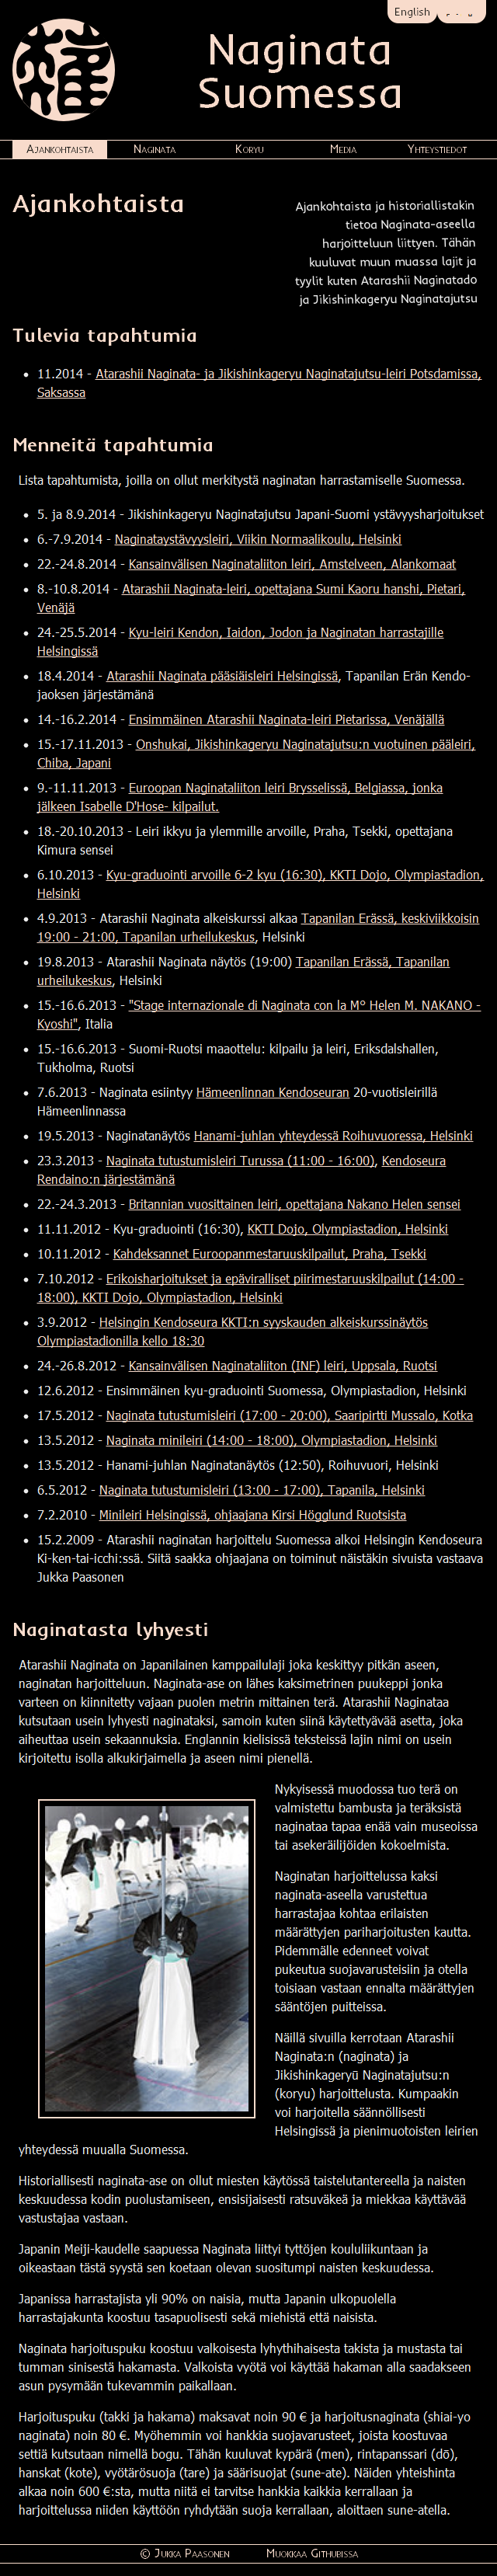 English
Naginata
Suomessa
Ajankohtaista Naginata Koryu Media Yhteystiedot
Ajankohtaista
Ajankohtaista ja historiallistakin
tietoa Naginata-aseella
harjoitteluun liittyen. Tähän
kuuluvat muun muassa lajit ja
tyylit kuten Atarashii Naginatado
ja Jikishinkageryu Naginatajutsu
Tulevia tapahtumia
11.2014 - Atarashii Naginata- ja Jikishinkageryu Naginatajutsu-leiri Potsdamissa,
Saksassa
Menneitä tapahtumia
Lista tapahtumista, joilla on ollut merkitystä naginatan harrastamiselle Suomessa.
5. ja 8.9.2014 - Jikishinkageryu Naginatajutsu Japani-Suomi ystävyysharjoitukset
6.-7.9.2014 - Naginataystävyysleiri, Viikin Normaalikoulu, Helsinki
22.-24.8.2014 - Kansainvälisen Naginataliiton leiri, Amstelveen, Alankomaat
8.-10.8.2014 - Atarashii Naginata-leiri, opettajana Sumi Kaoru hanshi, Pietari,
Venäjä
24.-25.5.2014 - Kyu-leiri Kendon, Iaidon, Jodon ja Naginatan harrastajille
Helsingissä
18.4.2014 - Atarashii Naginata pääsiäisleiri Helsingissä, Tapanilan Erän Kendo-
jaoksen järjestämänä
14.-16.2.2014 - Ensimmäinen Atarashii Naginata-leiri Pietarissa, Venäjällä
15.-17.11.2013 - Onshukai, Jikishinkageryu Naginatajutsu:n vuotuinen pääleiri,
Chiba, Japani
9.-11.11.2013 - Euroopan Naginataliiton leiri Brysselissä, Belgiassa, jonka
jälkeen Isabelle D'Hose- kilpailut.
18.-20.10.2013 - Leiri ikkyu ja ylemmille arvoille, Praha, Tsekki, opettajana
Kimura sensei
6.10.2013 - Kyu-graduointi arvoille 6-2 kyu (16:30), KKTI Dojo, Olympiastadion,
Helsinki
4.9.2013 - Atarashii Naginata alkeiskurssi alkaa Tapanilan Erässä, keskiviikkoisin
19:00 - 21:00, Tapanilan urheilukeskus, Helsinki
19.8.2013 - Atarashii Naginata näytös (19:00) Tapanilan Erässä, Tapanilan
urheilukeskus, Helsinki
15.-16.6.2013 - "Stage internazionale di Naginata con la M° Helen M. NAKANO -
Kyoshi", Italia
15.-16.6.2013 - Suomi-Ruotsi maaottelu: kilpailu ja leiri, Eriksdalshallen,
Tukholma, Ruotsi
7.6.2013 - Naginata esiintyy Hämeenlinnan Kendoseuran 20-vuotisleirillä
Hämeenlinnassa
19.5.2013 - Naginatanäytös Hanami-juhlan yhteydessä Roihuvuoressa, Helsinki
23.3.2013 - Naginata tutustumisleiri Turussa (11:00 - 16:00), Kendoseura
Rendaino:n järjestämänä
22.-24.3.2013 - Britannian vuosittainen leiri, opettajana Nakano Helen sensei
11.11.2012 - Kyu-graduointi (16:30), KKTI Dojo, Olympiastadion, Helsinki
10.11.2012 - Kahdeksannet Euroopanmestaruuskilpailut, Praha, Tsekki
7.10.2012 - Erikoisharjoitukset ja epäviralliset piirimestaruuskilpailut (14:00 -
18:00), KKTI Dojo, Olympiastadion, Helsinki
3.9.2012 - Helsingin Kendoseura KKTI:n syyskauden alkeiskurssinäytös
Olympiastadionilla kello 18:30
24.-26.8.2012 - Kansainvälisen Naginataliiton (INF) leiri, Uppsala, Ruotsi
12.6.2012 - Ensimmäinen kyu-graduointi Suomessa, Olympiastadion, Helsinki
17.5.2012 - Naginata tutustumisleiri (17:00 - 20:00), Saaripirtti Mussalo, Kotka
13.5.2012 - Naginata minileiri (14:00 - 18:00), Olympiastadion, Helsinki
13.5.2012 - Hanami-juhlan Naginatanäytös (12:50), Roihuvuori, Helsinki
6.5.2012 - Naginata tutustumisleiri (13:00 - 17:00), Tapanila, Helsinki
7.2.2010 - Minileiri Helsingissä, ohjaajana Kirsi Högglund Ruotsista
15.2.2009 - Atarashii naginatan harjoittelu Suomessa alkoi Helsingin Kendoseura
Ki-ken-tai-icchi:ssä. Siitä saakka ohjaajana on toiminut näistäkin sivuista vastaava
Jukka Paasonen
Naginatasta lyhyesti
Atarashii Naginata on Japanilainen kamppailulaji joka keskittyy pitkän aseen,
naginatan harjoitteluun. Naginata-ase on lähes kaksimetrinen puukeppi jonka
varteen on kiinnitetty vajaan puolen metrin mittainen terä. Atarashii Naginataa
kutsutaan usein lyhyesti naginataksi, samoin kuten siinä käytettyävää asetta, joka
aiheuttaa usein sekaannuksia. Englannin kielisissä teksteissä lajin nimi on usein
kirjoitettu isolla alkukirjaimella ja aseen nimi pienellä.
Nykyisessä muodossa tuo terä on
valmistettu bambusta ja teräksistä
naginataa tapaa enää vain museoissa
tai asekeräilijöiden kokoelmista.
Naginatan harjoittelussa kaksi
naginata-aseella varustettua
harrastajaa kohtaa erilaisten
määrättyjen pariharjoitusten kautta.
Pidemmälle edenneet voivat
pukeutua suojavarusteisiin ja otella
toisiaan vastaan ennalta määrättyjen
sääntöjen puitteissa.
Näillä sivuilla kerrotaan Atarashii
Naginata:n (naginata) ja
Jikishinkageryū Naginatajutsu:n
(koryu) harjoittelusta. Kumpaakin
voi harjoitella säännöllisesti
Helsingissä ja pienimuotoisten leirien
yhteydessä muualla Suomessa.
Historiallisesti naginata-ase on ollut miesten käytössä taistelutantereella ja naisten
keskuudessa kodin puolustamiseen, ensisijaisesti ratsuväkeä ja miekkaa käyttävää
vastustajaa vastaan.
Japanin Meiji-kaudelle saapuessa Naginata liittyi tyttöjen koululiikuntaan ja
oikeastaan tästä syystä sen koetaan olevan suositumpi naisten keskuudessa.
Japanissa harrastajista yli 90% on naisia, mutta Japanin ulkopuolella
harrastajakunta koostuu tasapuolisesti sekä miehistä että naisista.
Naginata harjoituspuku koostuu valkoisesta lyhythihaisesta takista ja mustasta tai
tumman sinisestä hakamasta. Valkoista vyötä voi käyttää hakaman alla saadakseen
asun pysymään tukevammin paikallaan.
Harjoituspuku (takki ja hakama) maksavat noin 90 € ja harjoitusnaginata (shiai-yo
naginata) noin 80 €. Myöhemmin voi hankkia suojavarusteet, joista koostuvaa
settiä kutsutaan nimellä bogu. Tähän kuuluvat kypärä (men), rintapanssari (dō),
hanskat (kote), vyötärösuoja (tare) ja säärisuojat (sune-ate). Näiden yhteishinta
alkaa noin 600 €:sta, mutta niitä ei tarvitse hankkia kaikkia kerrallaan ja
harjoittelussa niiden käyttöön ryhdytään suoja kerrallaan, aloittaen sune-atella.
© Jukka Paasonen Muokkaa Githubissa